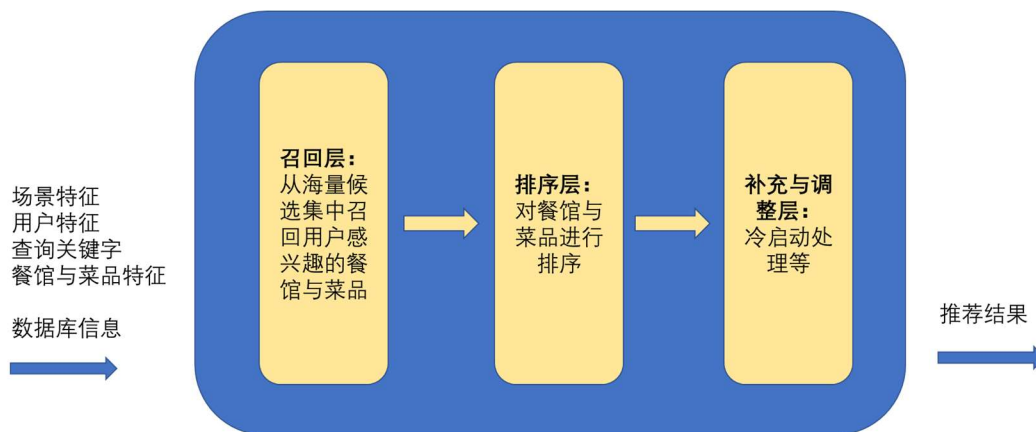 场景特征
用户特征
查询关键字
餐馆与菜品特征
数据库信息
召回层：
从海量候
选集中召
回用户感
兴趣的餐
馆与菜品
排序层：
对餐馆与
菜品进行
排序
补充与调
整层：
冷启动处
理等
推荐结果